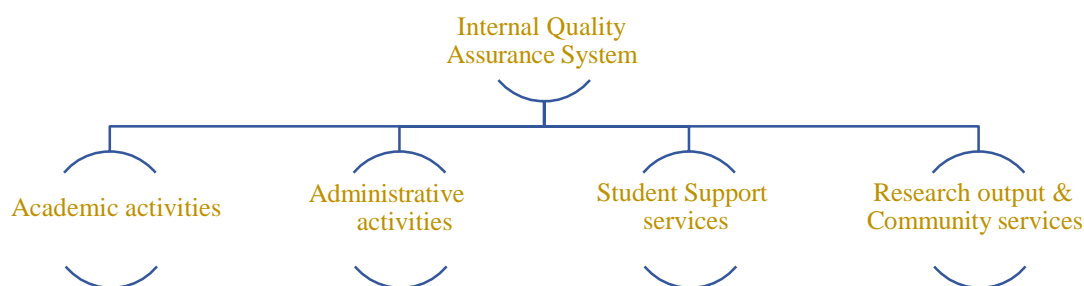 Internal Quality
Assurance System
Academic activities
Administrative
activities
Student Support
services
Research output &
Community services